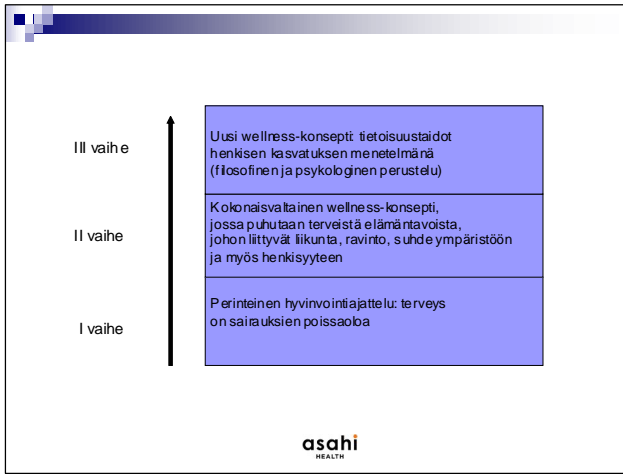 III vaihe
Uusi wellness-konsepti: tietoisuustaidot
henkisen kasvatuksen menetelmänä
(filosofinen ja psykologinen perustelu)
II vaihe
Kokonaisvaltainen wellness-konsepti,
jossa puhutaan terveistä elämäntavoista,
johon liittyvät liikunta, ravinto, suhde ympäristöön
ja myös henkisyyteen
I vaihe
Perinteinen hyvinvointiajattelu: terveys
on sairauksien poissaoloa
asahi
HEALTH